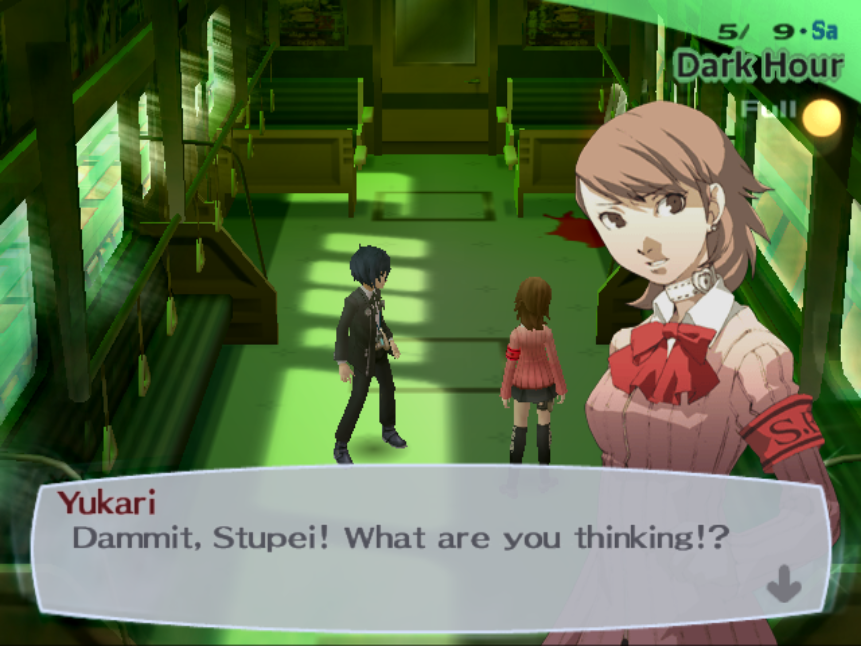 5/ 9・Sa
Dark Hour
Full
S.
Yukari
Dammit, Stupei! What are you thinking!?